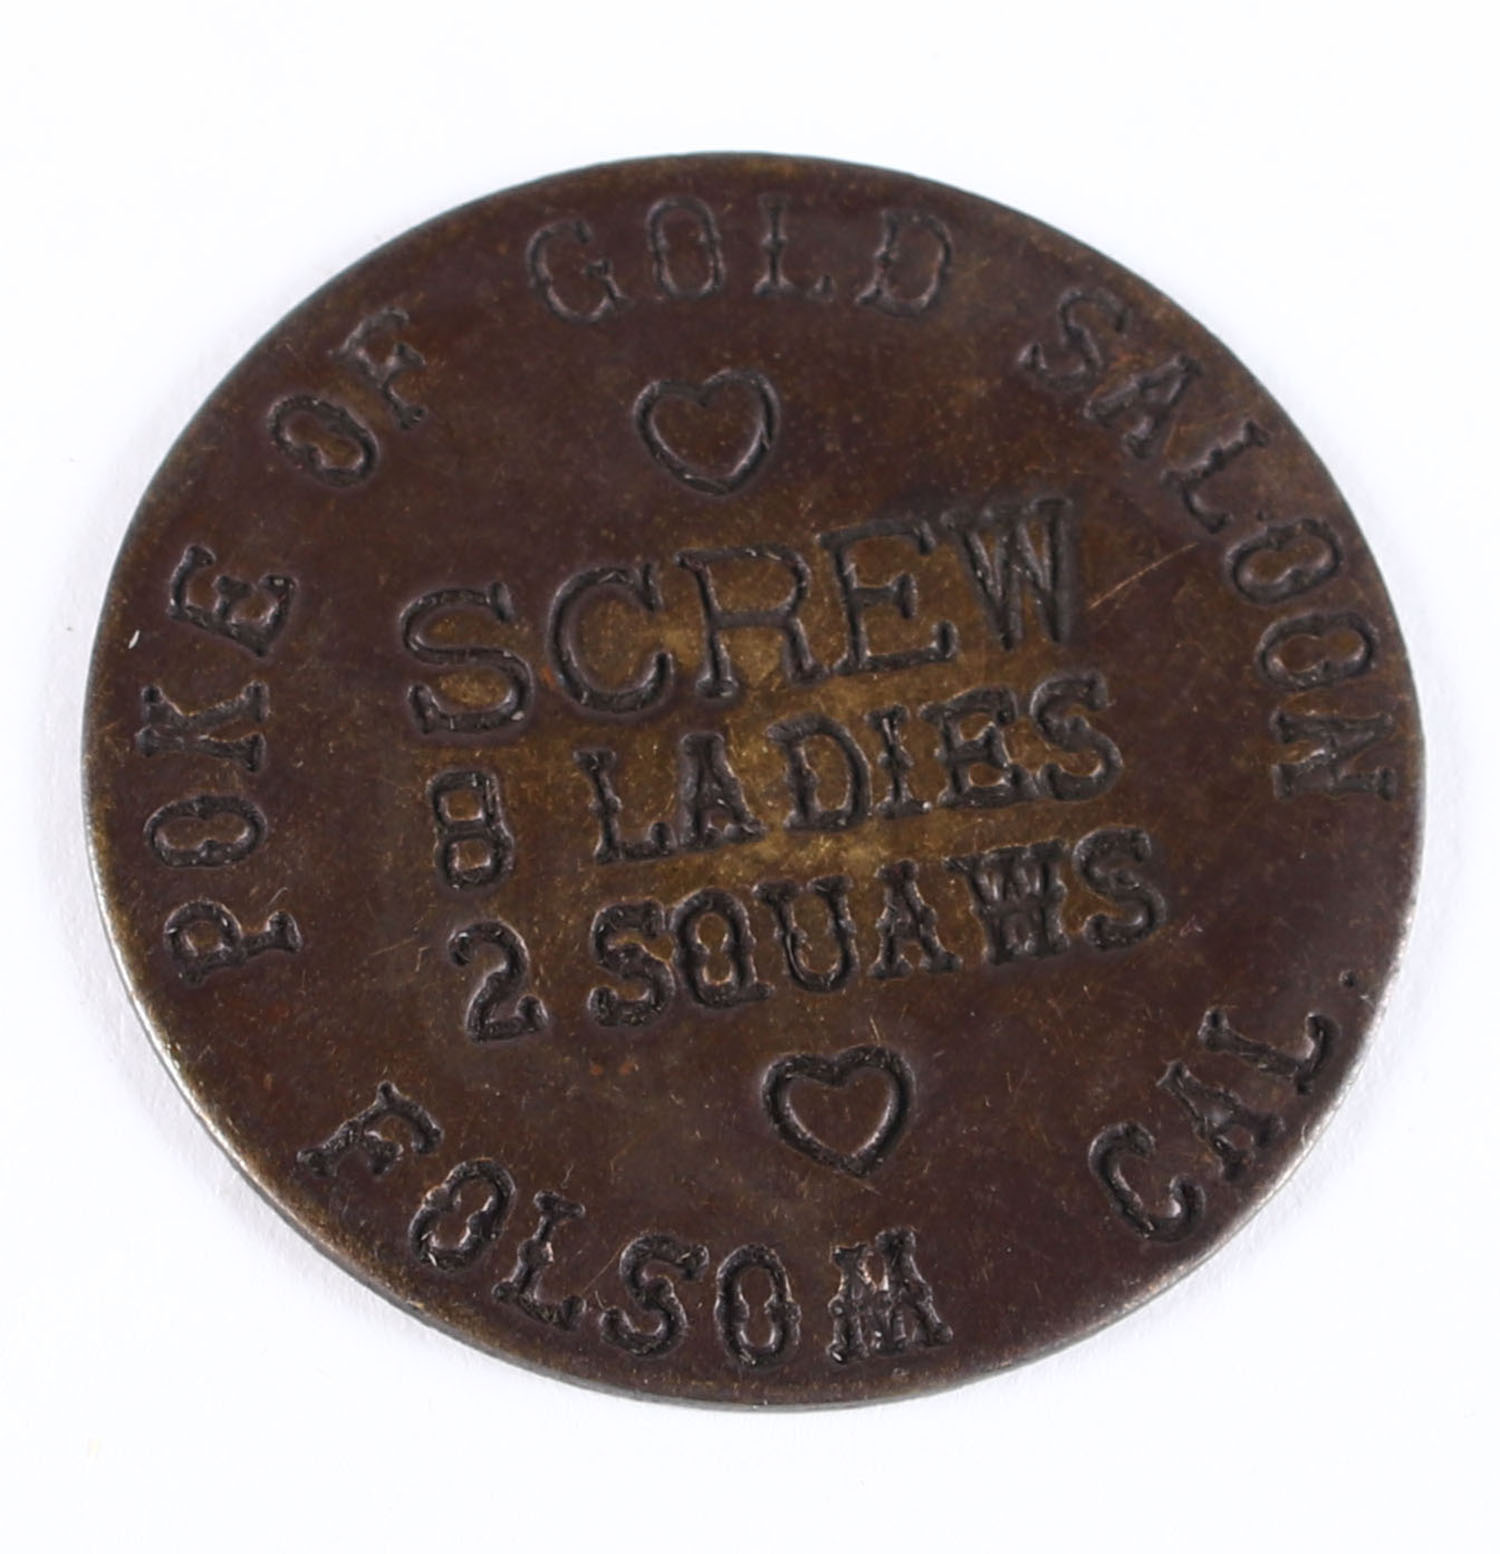 POKE OF GOLD SALOON
SCREW
8 LADIES
2 SQUAWS
FOLSOM CAL.